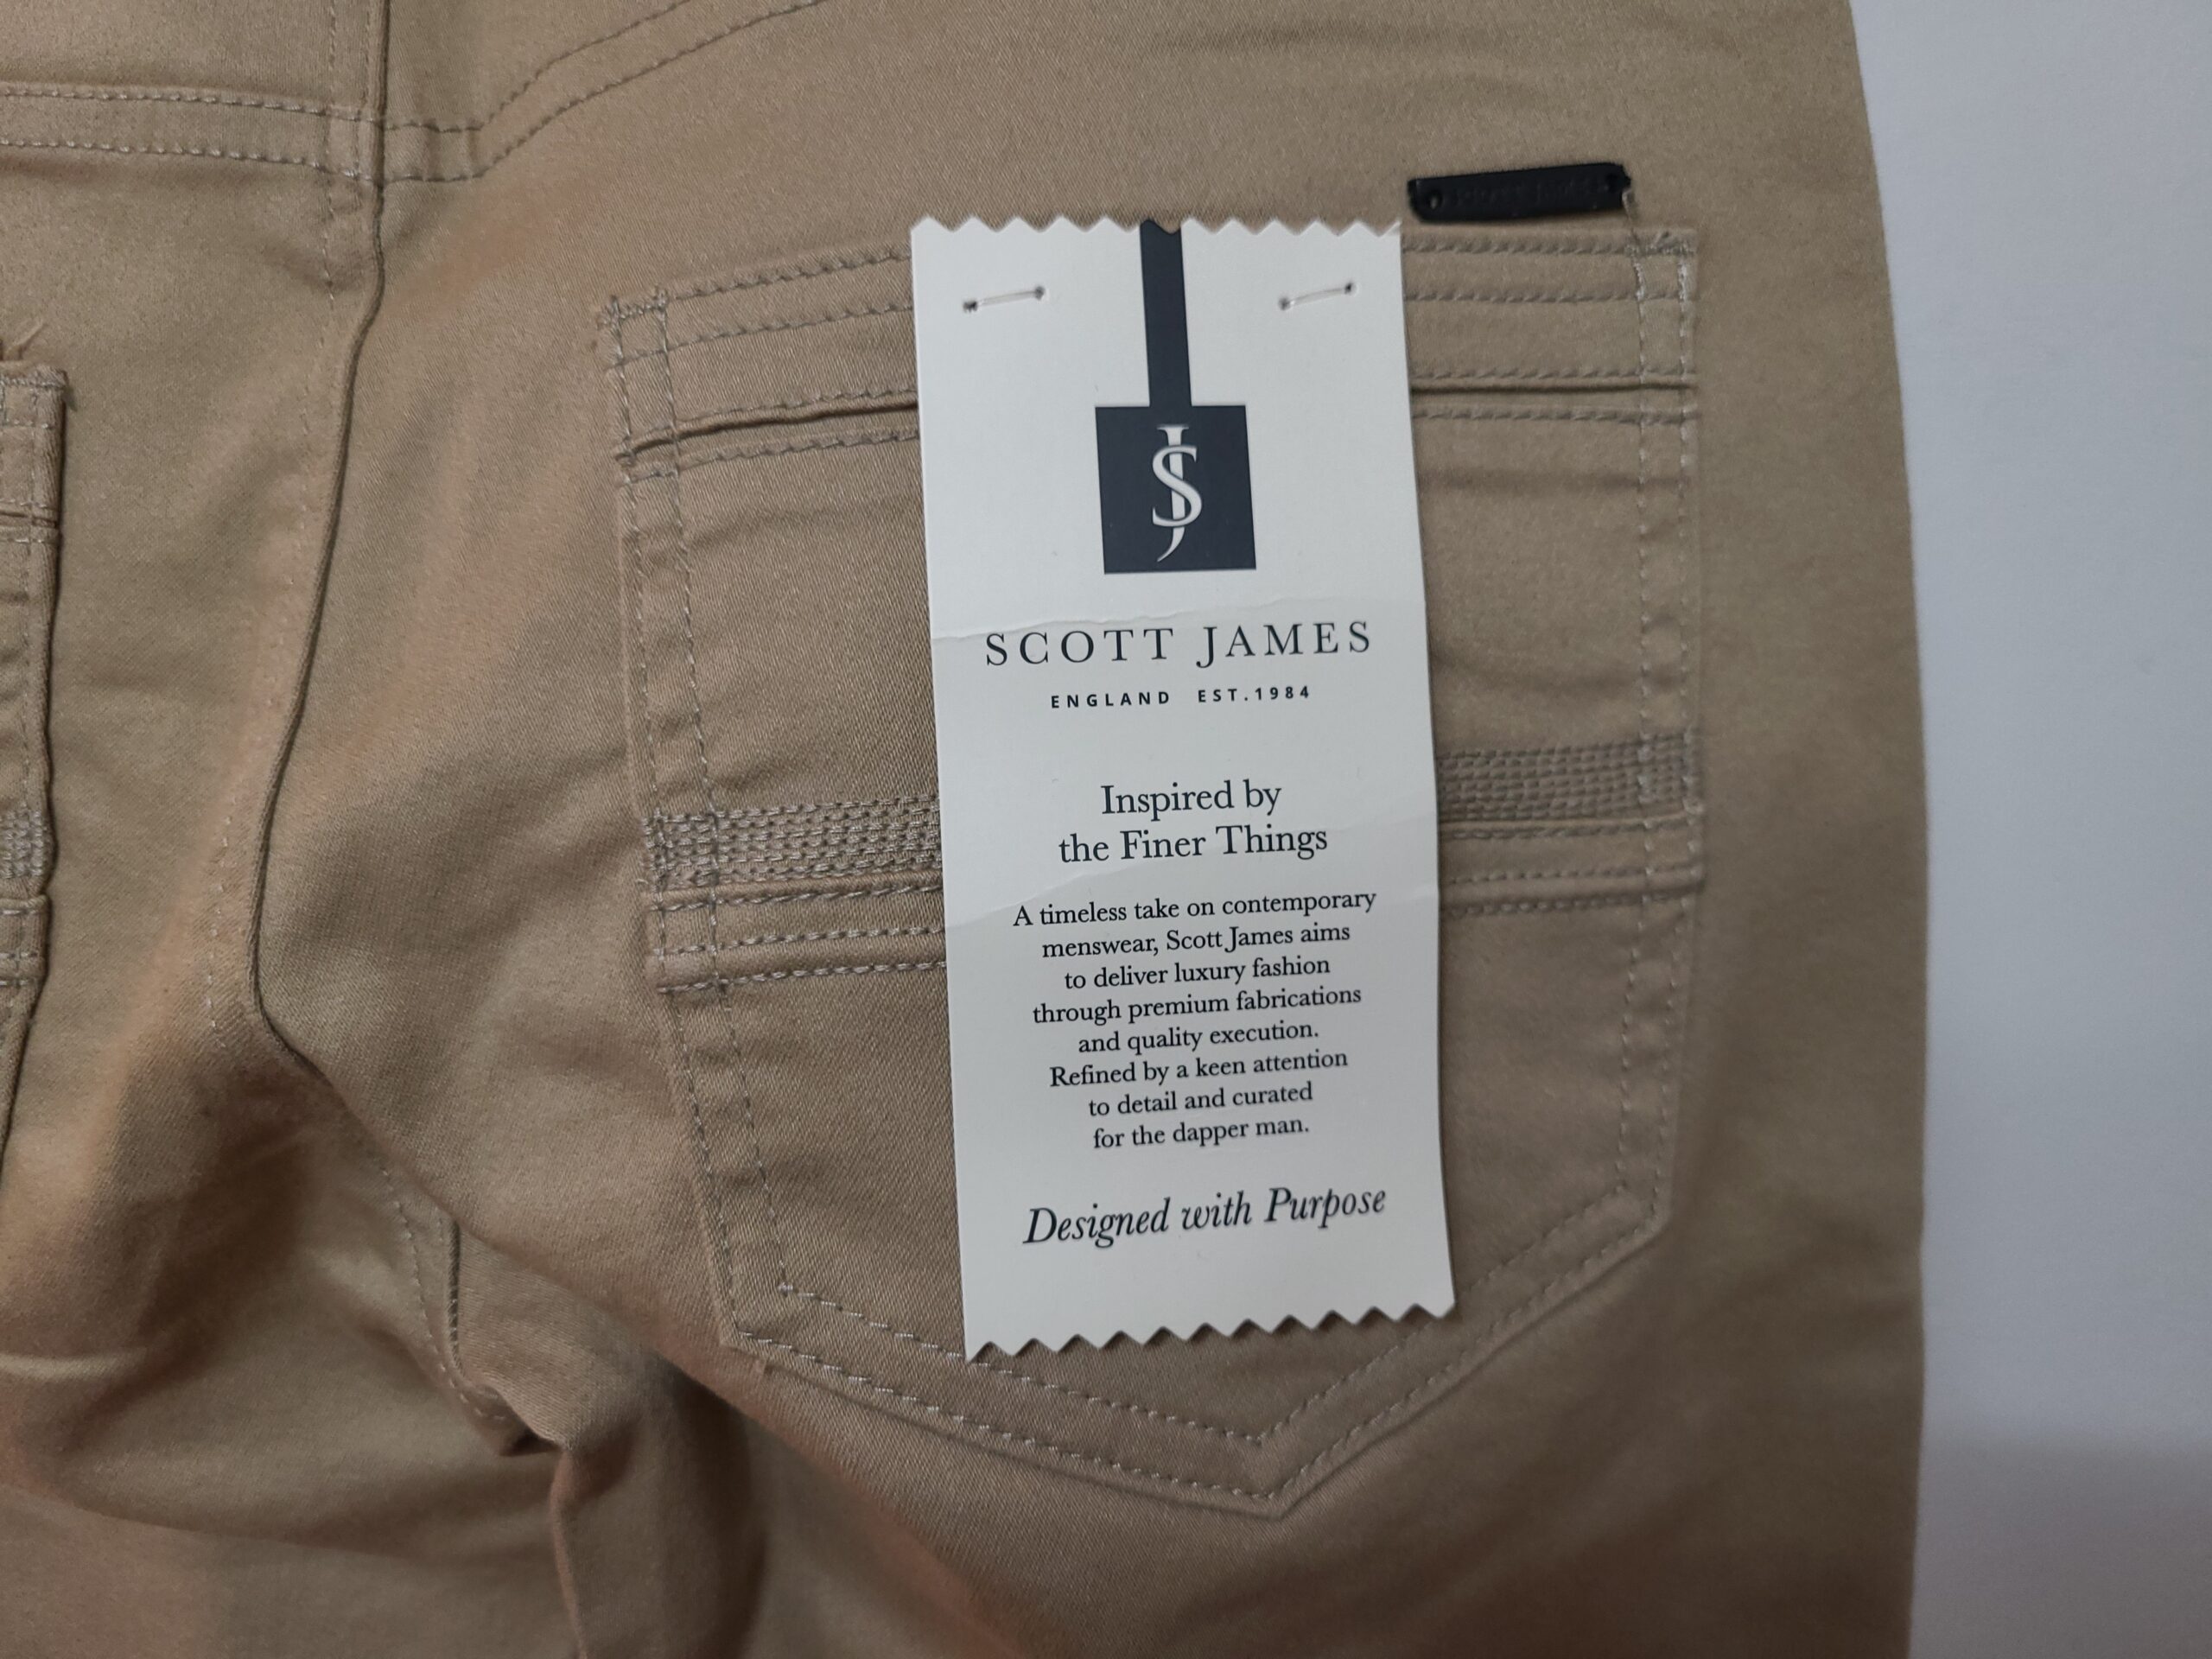 SJ
SCOTT JAMES
ENGLAND EST.1984
Inspired by
the Finer Things
A timeless take on contemporary
menswear, Scott James aims
to deliver luxury fashion
through premium fabrications
and quality execution.
Refined by a keen attention
to detail and curated
for the dapper man.
Designed with Purpose